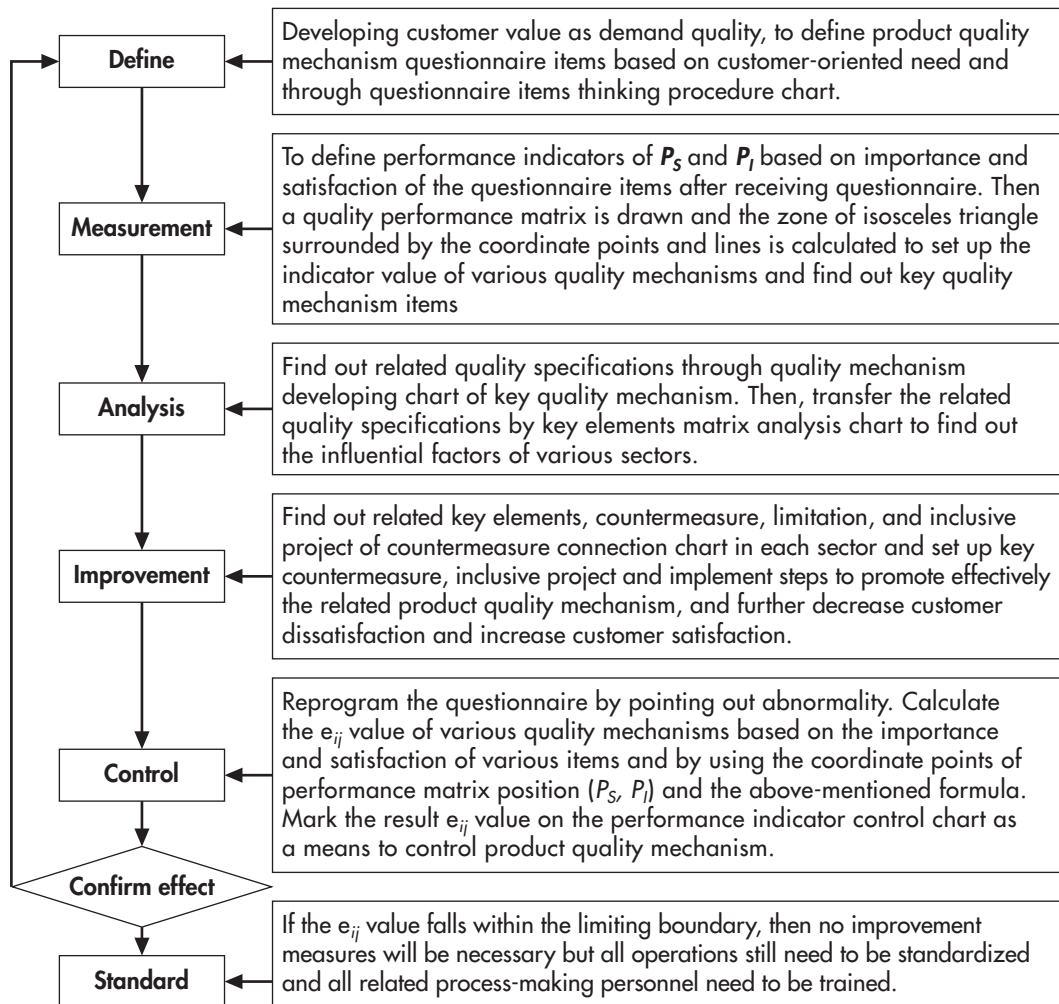 Define
Developing customer value as demand quality, to define product quality
mechanism questionnaire items based on customer-oriented need and
through questionnaire items thinking procedure chart.
Measurement
To define performance indicators of P_S and P_I based on importance and
satisfaction of the questionnaire items after receiving questionnaire. Then
a quality performance matrix is drawn and the zone of isosceles triangle
surrounded by the coordinate points and lines is calculated to set up the
indicator value of various quality mechanisms and find out key quality
mechanism items
Analysis
Find out related quality specifications through quality mechanism
developing chart of key quality mechanism. Then, transfer the related
quality specifications by key elements matrix analysis chart to find out
the influential factors of various sectors.
Improvement
Find out related key elements, countermeasure, limitation, and inclusive
project of countermeasure connection chart in each sector and set up key
countermeasure, inclusive project and implement steps to promote effectively
the related product quality mechanism, and further decrease customer
dissatisfaction and increase customer satisfaction.
Control
Reprogram the questionnaire by pointing out abnormality. Calculate
the e_ij value of various quality mechanisms based on the importance
and satisfaction of various items and by using the coordinate points of
performance matrix position (P_S, P_I) and the above-mentioned formula.
Mark the result e_ij value on the performance indicator control chart as
a means to control product quality mechanism.
Confirm effect
Standard
If the e_ij value falls within the limiting boundary, then no improvement
measures will be necessary but all operations still need to be standardized
and all related process-making personnel need to be trained.